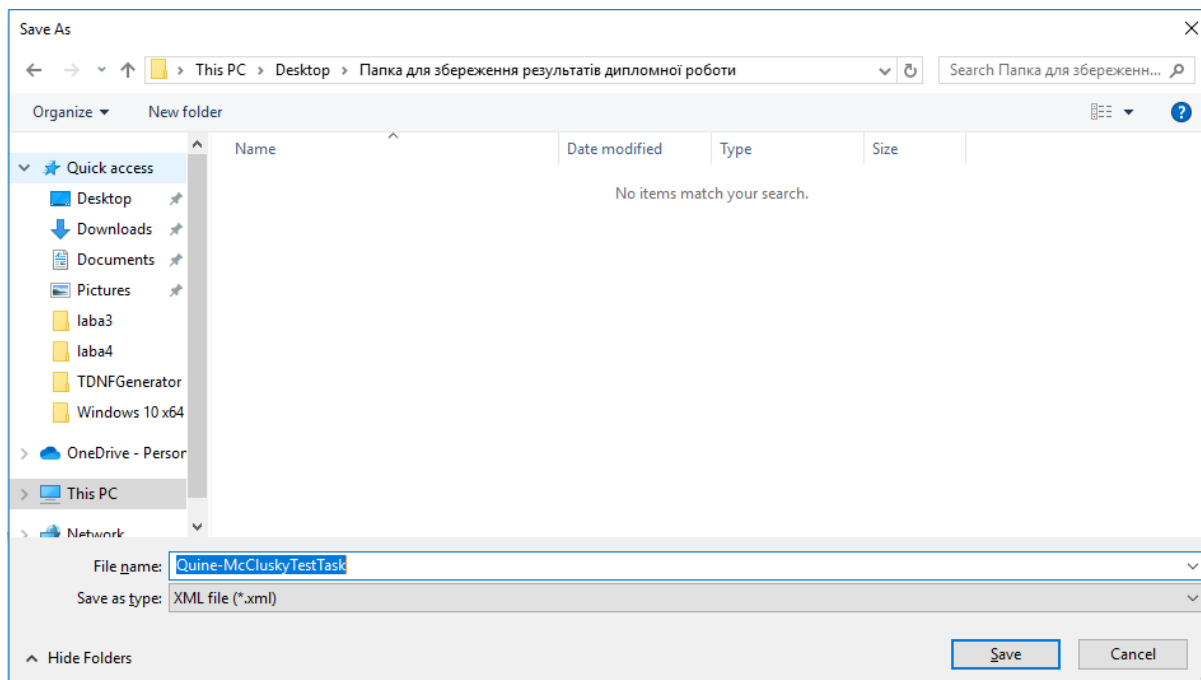 Save As
This PC > Desktop > Папка для збереження результатів дипломної роботи
Search Папка для збереженн...
Organize
New folder
Name
Date modified
Type
Size
No items match your search.
Quick access
Desktop
Downloads
Documents
Pictures
laba3
laba4
TDNFGenerator
Windows 10 x64
OneDrive - Person
This PC
Network
File name: Quine-McCluskyTestTask
Save as type: XML file (*.xml)
Hide Folders
Save
Cancel